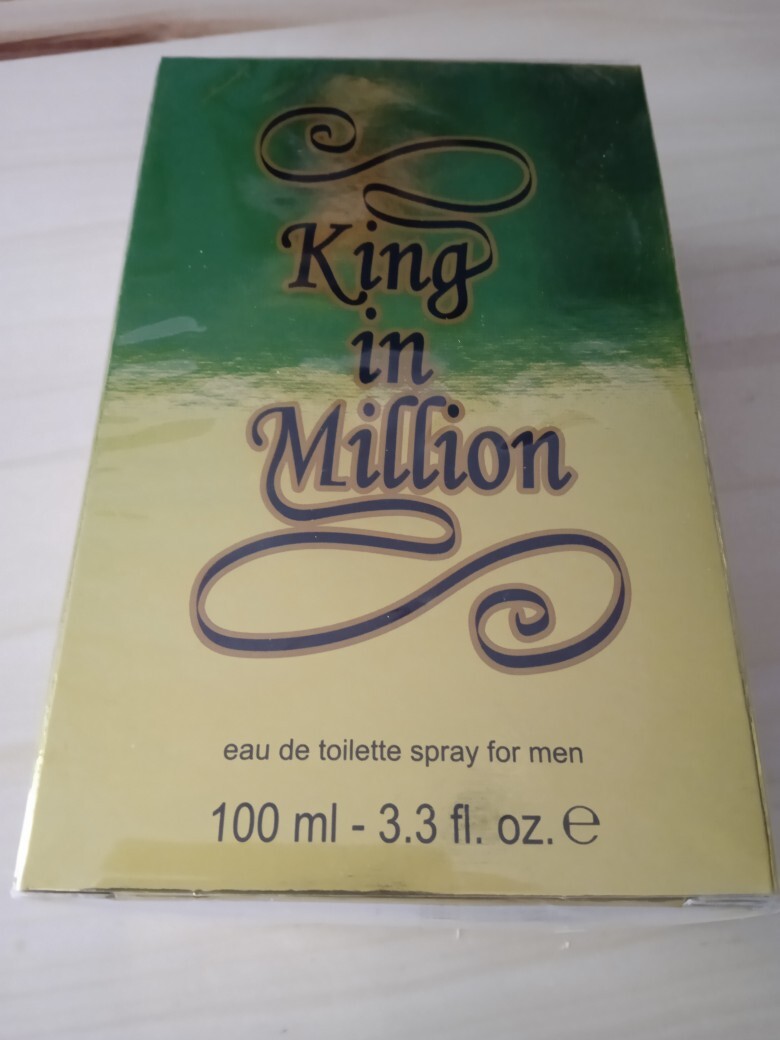 King
in
Million
eau de toilette spray for men
100 ml - 3.3 fl. oz. ℮